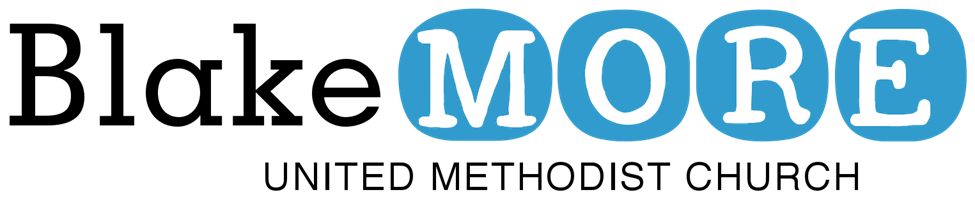 BlakeMORE
UNITED METHODIST CHURCH